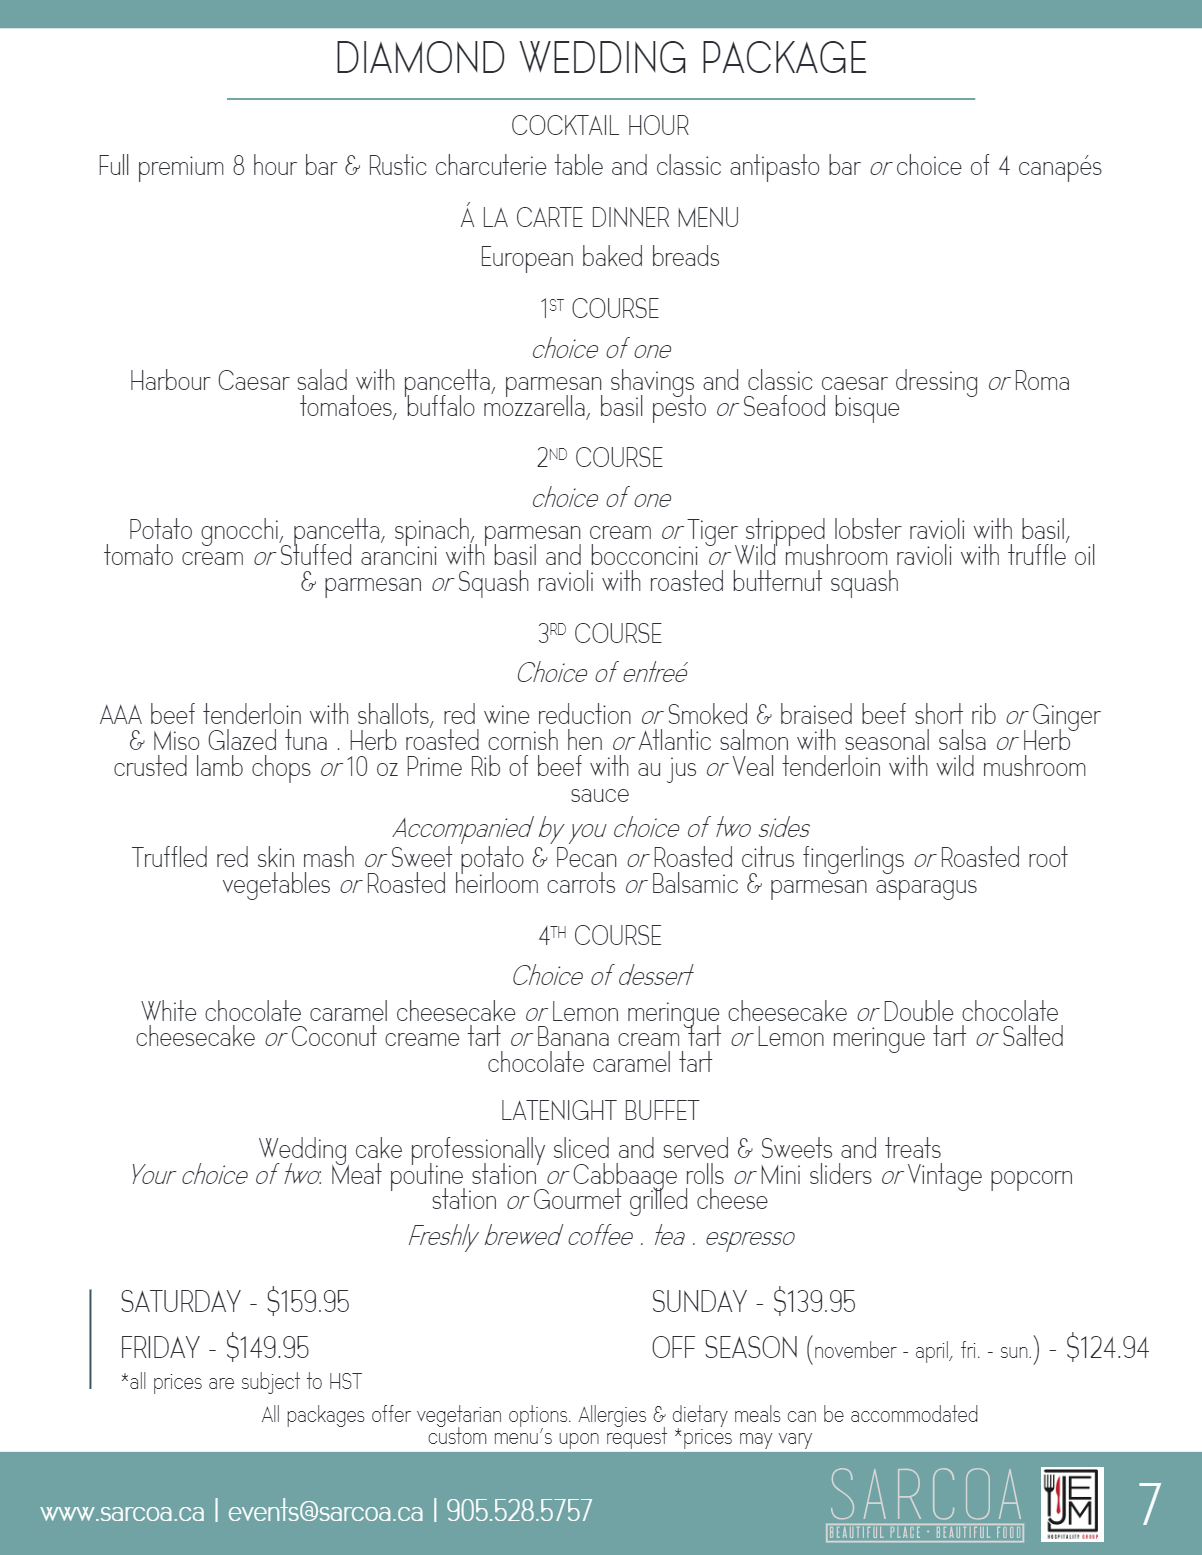 DIAMOND WEDDING PACKAGE
COCKTAIL HOUR
Full premium 8 hour bar & Rustic charcuterie table and classic antipasto bar or choice of 4 canapés
Á LA CARTE DINNER MENU
European baked breads
1ST COURSE
choice of one
Harbour Caesar salad with pancetta, parmesan shavings and classic caesar dressing or Roma
tomatoes, buffalo mozzarella, basil pesto or Seafood bisque
2ND COURSE
choice of one
Potato gnocchi, pancetta, spinach, parmesan cream or Tiger stripped lobster ravioli with basil,
tomato cream or Stuffed arancini with basil and bocconcini or Wild mushroom ravioli with truffle oil
& parmesan or Squash ravioli with roasted butternut squash
3RD COURSE
Choice of entreé
AAA beef tenderloin with shallots, red wine reduction or Smoked & braised beef short rib or Ginger
& Miso Glazed tuna . Herb roasted cornish hen or Atlantic salmon with seasonal salsa or Herb
crusted lamb chops or 10 oz Prime Rib of beef with au jus or Veal tenderloin with wild mushroom
sauce
Accompanied by you choice of two sides
Truffled red skin mash or Sweet potato & Pecan or Roasted citrus fingerlings or Roasted root
vegetables or Roasted heirloom carrots or Balsamic & parmesan asparagus
4TH COURSE
Choice of dessert
White chocolate caramel cheesecake or Lemon meringue cheesecake or Double chocolate
cheesecake or Coconut creame tart or Banana cream tart or Lemon meringue tart or Salted
chocolate caramel tart
LATENIGHT BUFFET
Wedding cake professionally sliced and served & Sweets and treats
Your choice of two: Meat poutine station or Cabbaage rolls or Mini sliders or Vintage popcorn
station or Gourmet grilled cheese
Freshly brewed coffee . tea . espresso
SATURDAY - $159.95
FRIDAY - $149.95
*all prices are subject to HST
SUNDAY - $139.95
OFF SEASON (november - april, fri. - sun.) - $124.94
All packages offer vegetarian options. Allergies & dietary meals can be accommodated
custom menu's upon request *prices may vary
www.sarcoa.ca | events@sarcoa.ca | 905.528.5757
SARCOA
BEAUTIFUL PLACE • BEAUTIFUL FOOD
EJM
HOSPITALITY GROUP
7